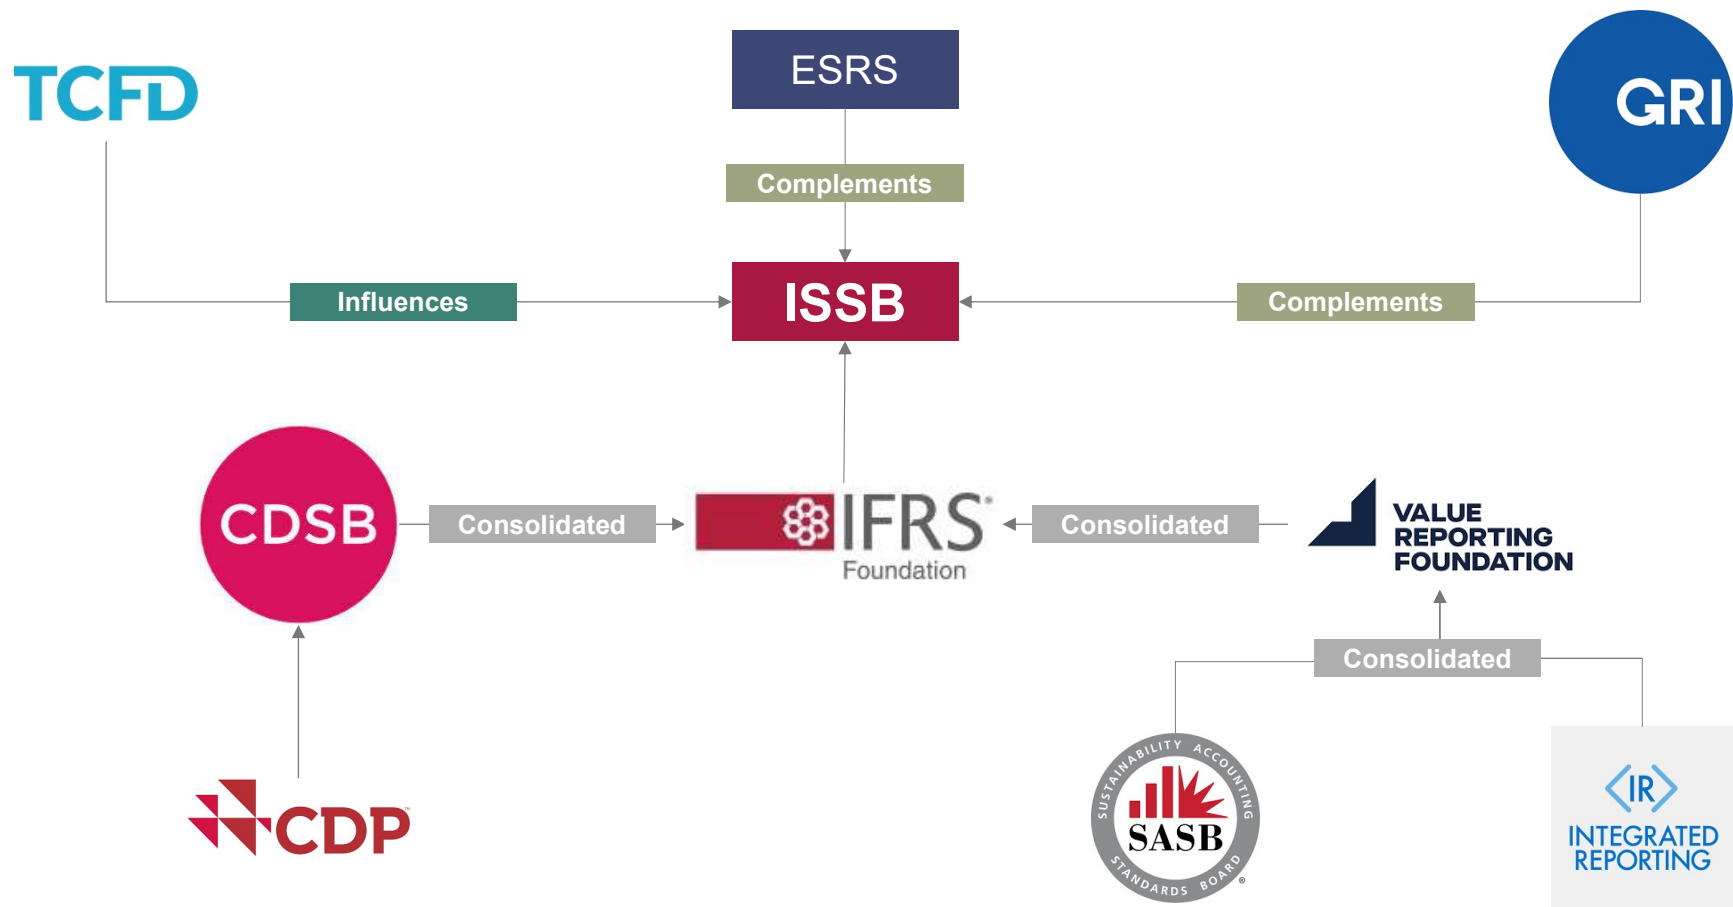 TCFD
ESRS
GRI
Complements
Influences
ISSB
Complements
CDSB
Consolidated
IFRS®
Foundation
Consolidated
VALUE
REPORTING
FOUNDATION
Consolidated
CDP™
SUSTAINABILITY ACCOUNTING
SASB
STANDARDS BOARD
®
IR
INTEGRATED
REPORTING